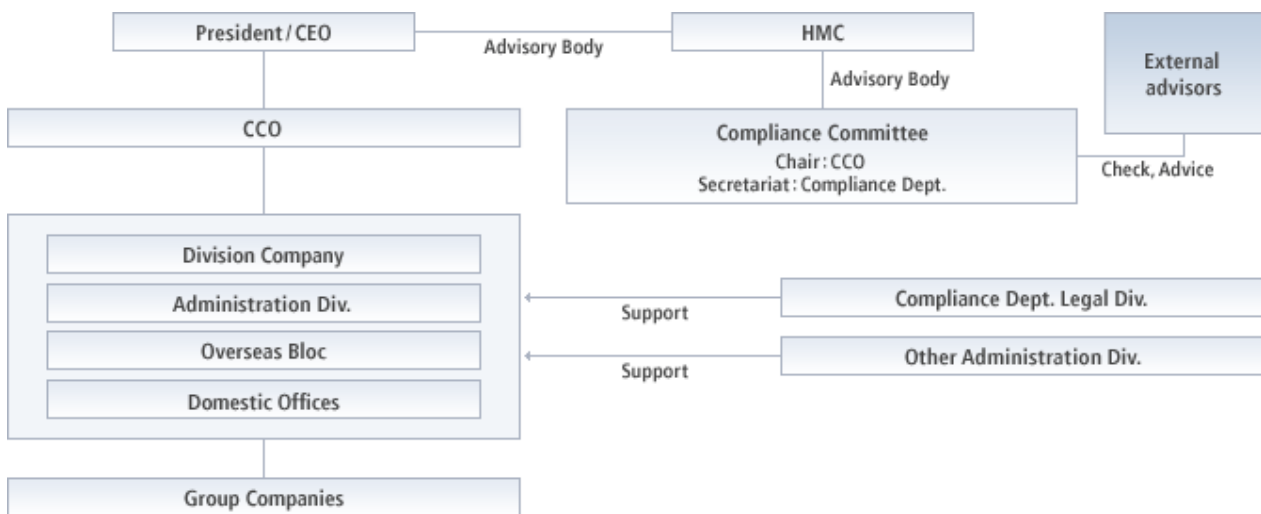 President/CEO
Advisory Body
HMC
External
advisors
Advisory Body
CCO
Compliance Committee
Chair:CCO
Secretariat:Compliance Dept.
Check, Advice
Division Company
Administration Div.
Overseas Bloc
Domestic Offices
Support
Compliance Dept. Legal Div.
Support
Other Administration Div.
Group Companies